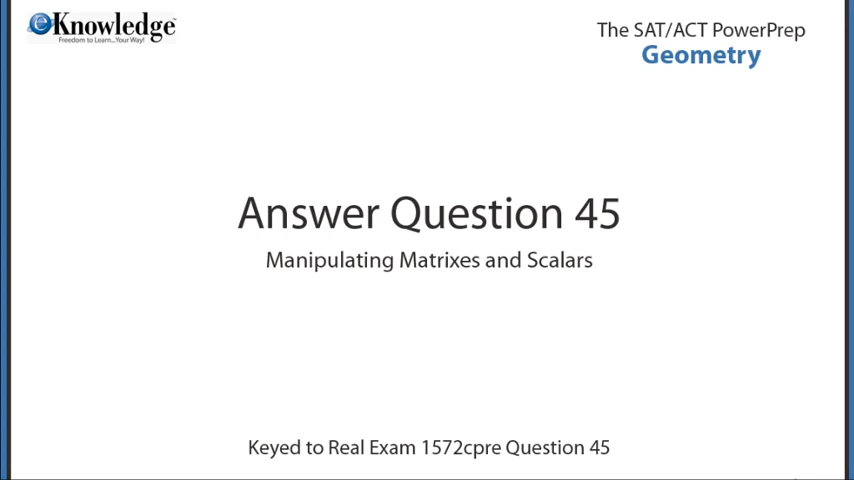 eKnowledge™
Freedom to Learn...Your Way!
The SAT/ACT PowerPrep
Geometry
Answer Question 45
Manipulating Matrixes and Scalars
Keyed to Real Exam 1572cpre Question 45